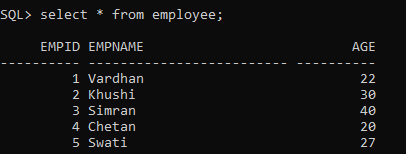 SQL> select * from employee;
EMPID EMPNAME AGE
---------- ------------------------- ----------
1 Vardhan 22
2 Khushi 30
3 Simran 40
4 Chetan 20
5 Swati 27